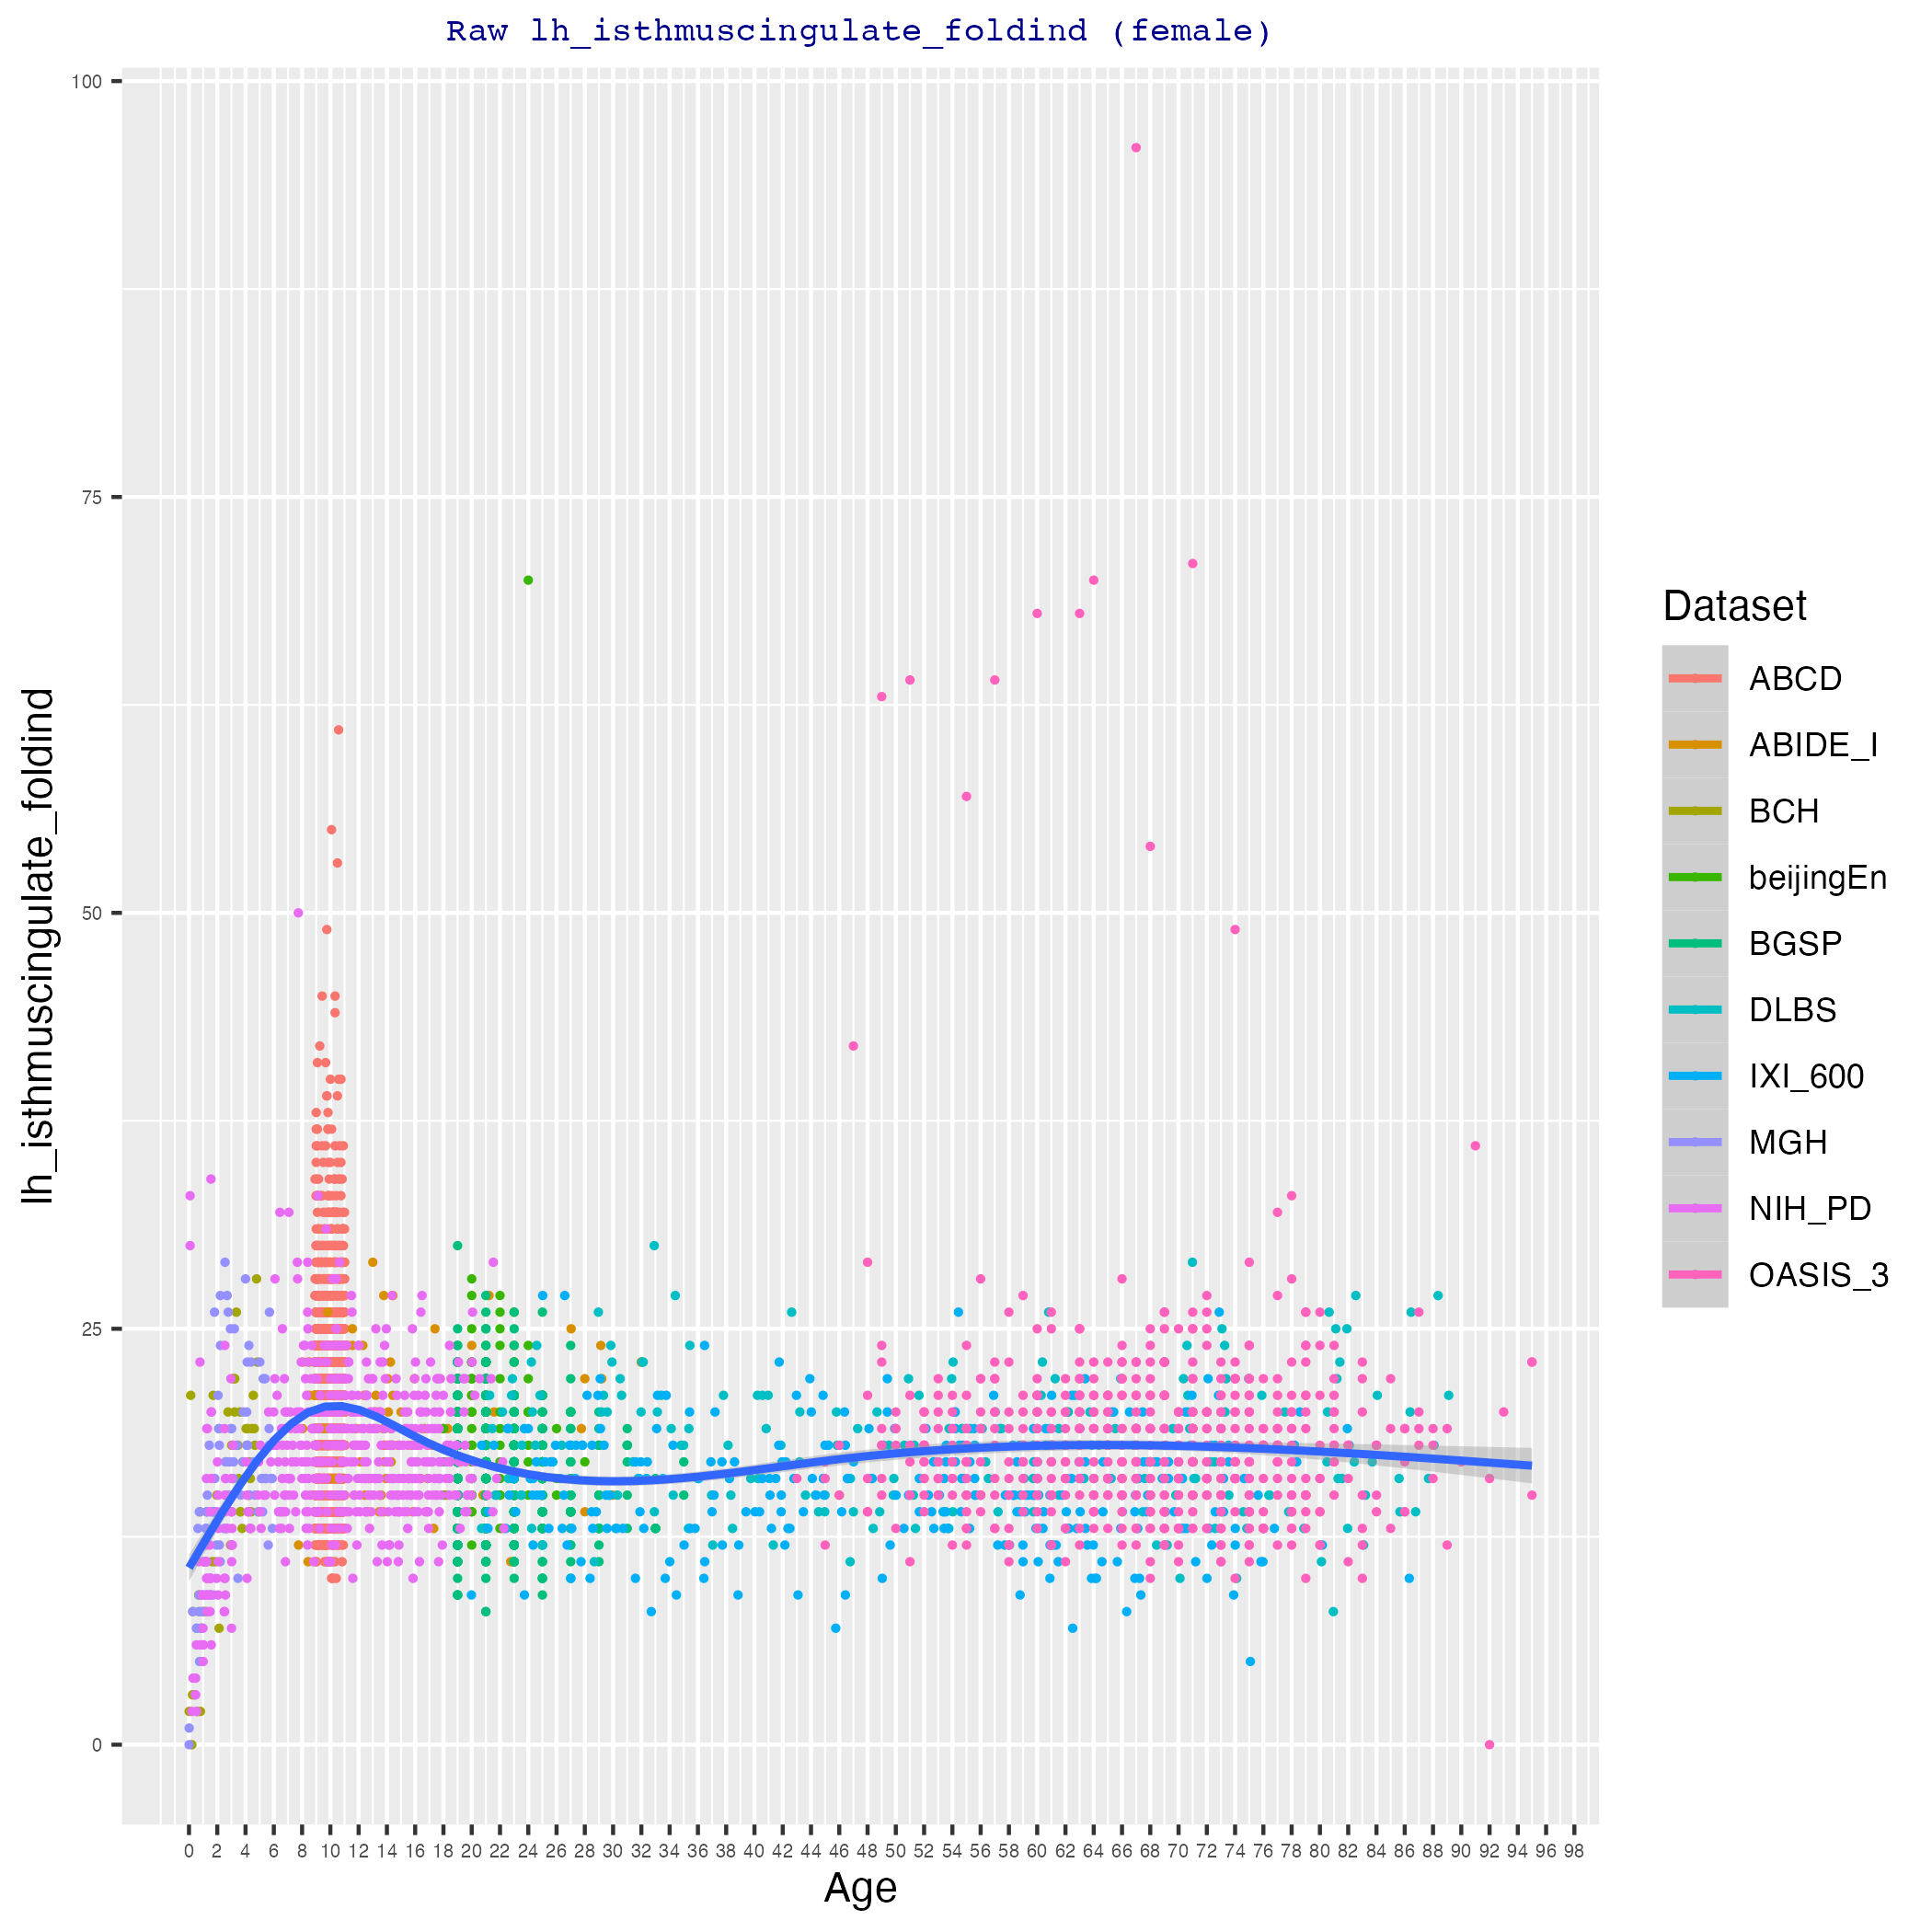 Raw lh_isthmuscingulate_foldind (female)
100
75
50
25
0
lh_isthmuscingulate_foldind
0 2 4 6 8 10 12 14 16 18 20 22 24 26 28 30 32 34 36 38 40 42 44 46 48 50 52 54 56 58 60 62 64 66 68 70 72 74 76 78 80 82 84 86 88 90 92 94 96 98
Age
Dataset
ABCD
ABIDE_I
BCH
beijingEn
BGSP
DLBS
IXI_600
MGH
NIH_PD
OASIS_3